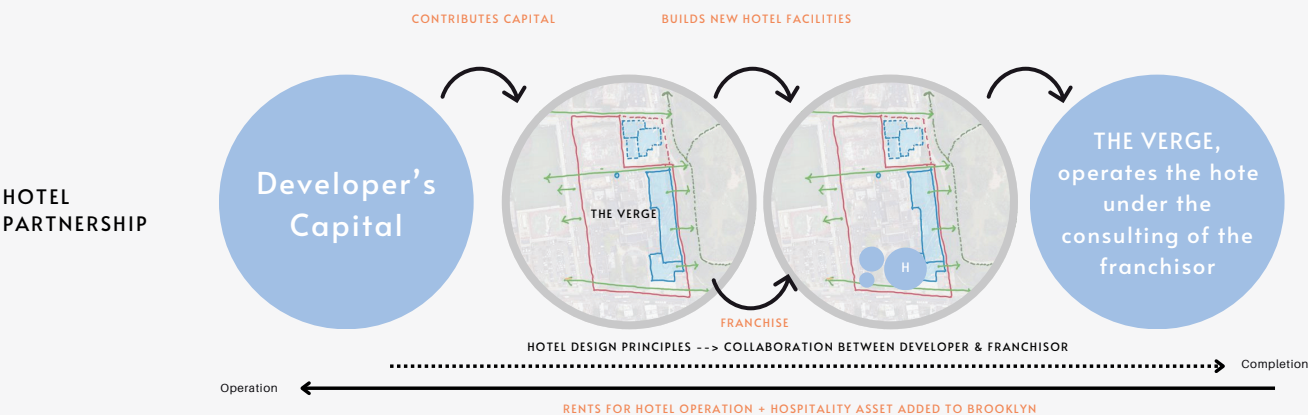 CONTRIBUTES CAPITAL
BUILDS NEW HOTEL FACILITIES
HOTEL
PARTNERSHIP
Developer's
Capital
THE VERGE
H
THE VERGE,
operates the hote
under the
consulting of the
franchisor
FRANCHISE
HOTEL DESIGN PRINCIPLES --> COLLABORATION BETWEEN DEVELOPER & FRANCHISOR
Completion
Operation
RENTS FOR HOTEL OPERATION + HOSPITALITY ASSET ADDED TO BROOKLYN